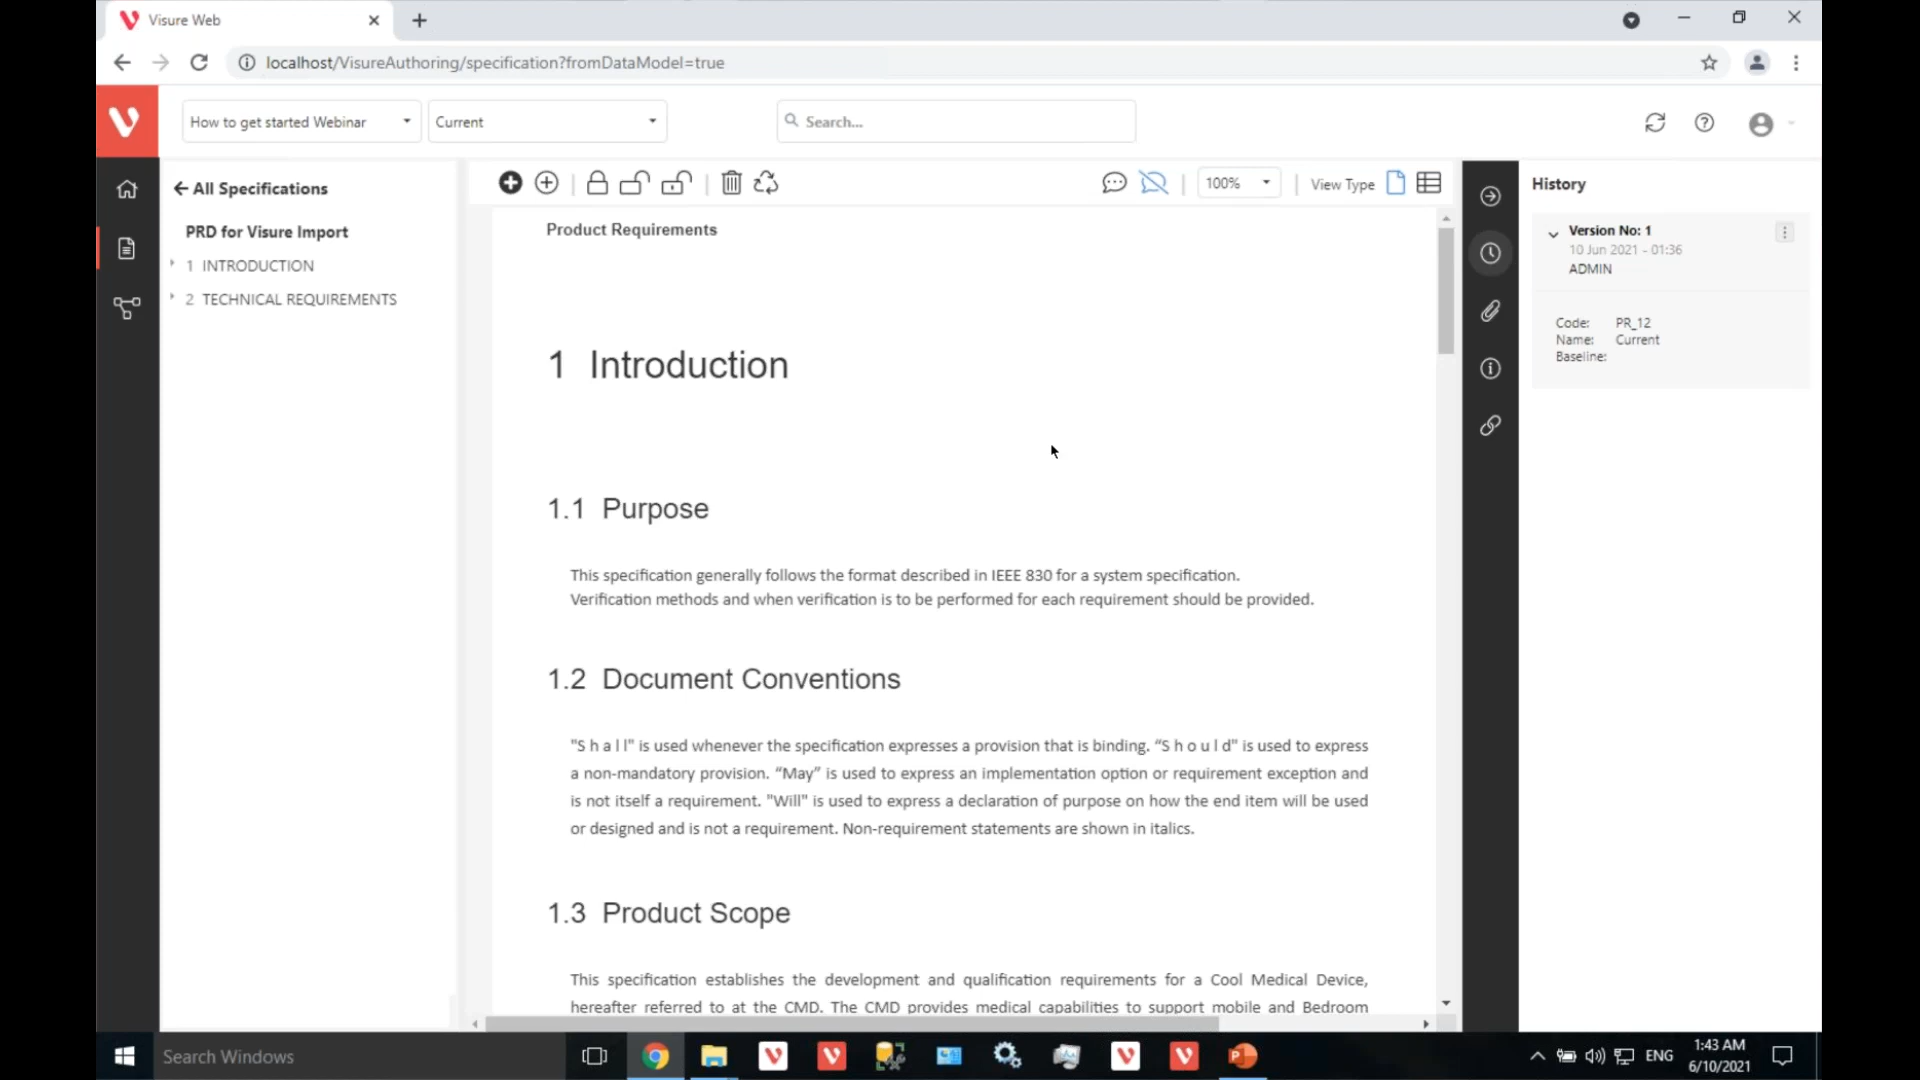 Visure Web
localhost/VisureAuthoring/specification?fromDataModel=true
How to get started Webinar
Current
Search...
All Specifications
PRD for Visure Import
1 INTRODUCTION
2 TECHNICAL REQUIREMENTS
100%
View Type
Product Requirements
1 Introduction
1.1 Purpose
This specification generally follows the format described in IEEE 830 for a system specification.
Verification methods and when verification is to be performed for each requirement should be provided.
1.2 Document Conventions
"S h a l l" is used whenever the specification expresses a provision that is binding. “S h o u l d" is used to express
a non-mandatory provision. “May” is used to express an implementation option or requirement exception and
is not itself a requirement. "Will" is used to express a declaration of purpose on how the end item will be used
or designed and is not a requirement. Non-requirement statements are shown in italics.
1.3 Product Scope
This specification establishes the development and qualification requirements for a Cool Medical Device,
hereafter referred to at the CMD. The CMD provides medical capabilities to support mobile and Bedroom
History
Version No: 1
10 Jun 2021 - 01:36
ADMIN
Code: PR_12
Name: Current
Baseline:
Search Windows
ENG
1:43 AM
6/10/2021